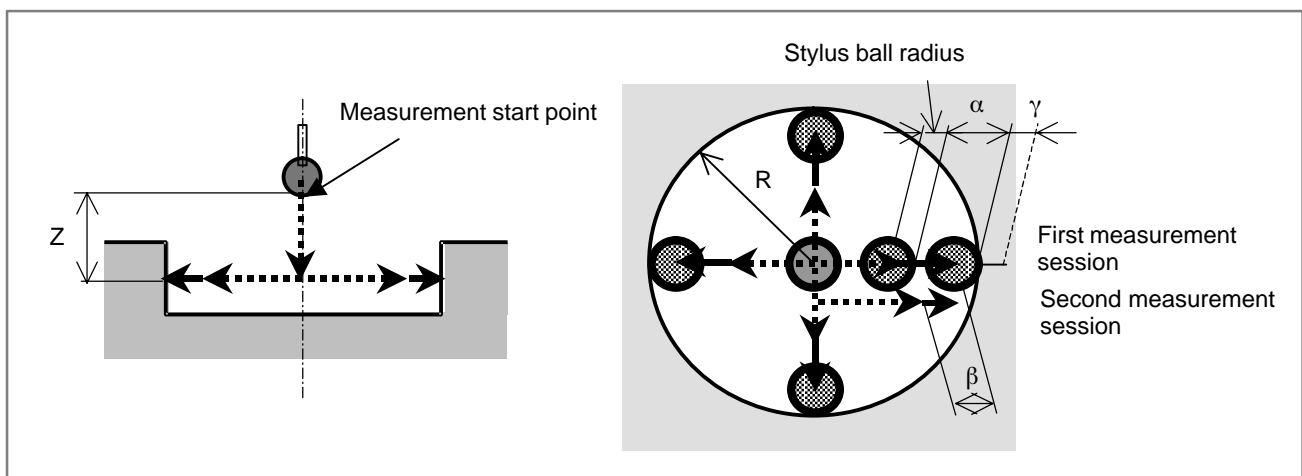 Stylus ball radius
Measurement start point
α
γ
R
Z
First measurement
session
Second measurement
session
β